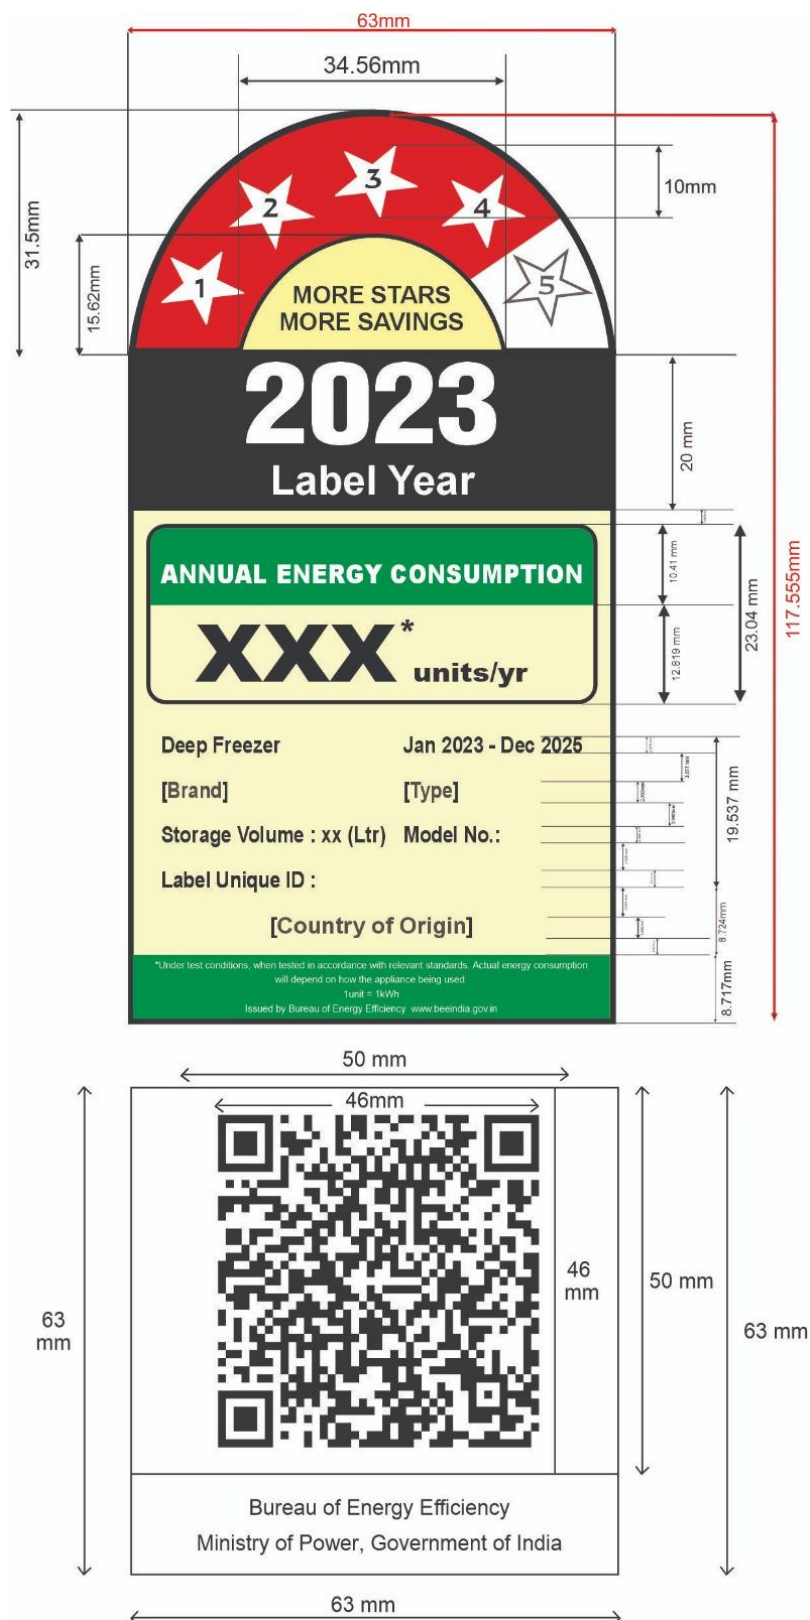 63mm
34.56mm
31.5mm
15.62mm
10mm
1
2
3
4
5
MORE STARS
MORE SAVINGS
2023
Label Year
20 mm
117.555mm
ANNUAL ENERGY CONSUMPTION
10.41 mm
23.04 mm
XXX*
units/yr
12.819 mm
Deep Freezer Jan 2023 - Dec 2025
[Brand] [Type]
Storage Volume : xx (Ltr) Model No.:
Label Unique ID :
[Country of Origin]
19.537 mm
8.724mm
8.717mm
*Under test conditions, when tested in accordance with relevant standards. Actual energy consumption
will depend on how the appliance being used.
1unit = 1kWh
Issued by Bureau of Energy Efficiency www.beeindia.gov.in
50 mm
46mm
46
mm
50 mm
63
mm
63 mm
Bureau of Energy Efficiency
Ministry of Power, Government of India
63 mm